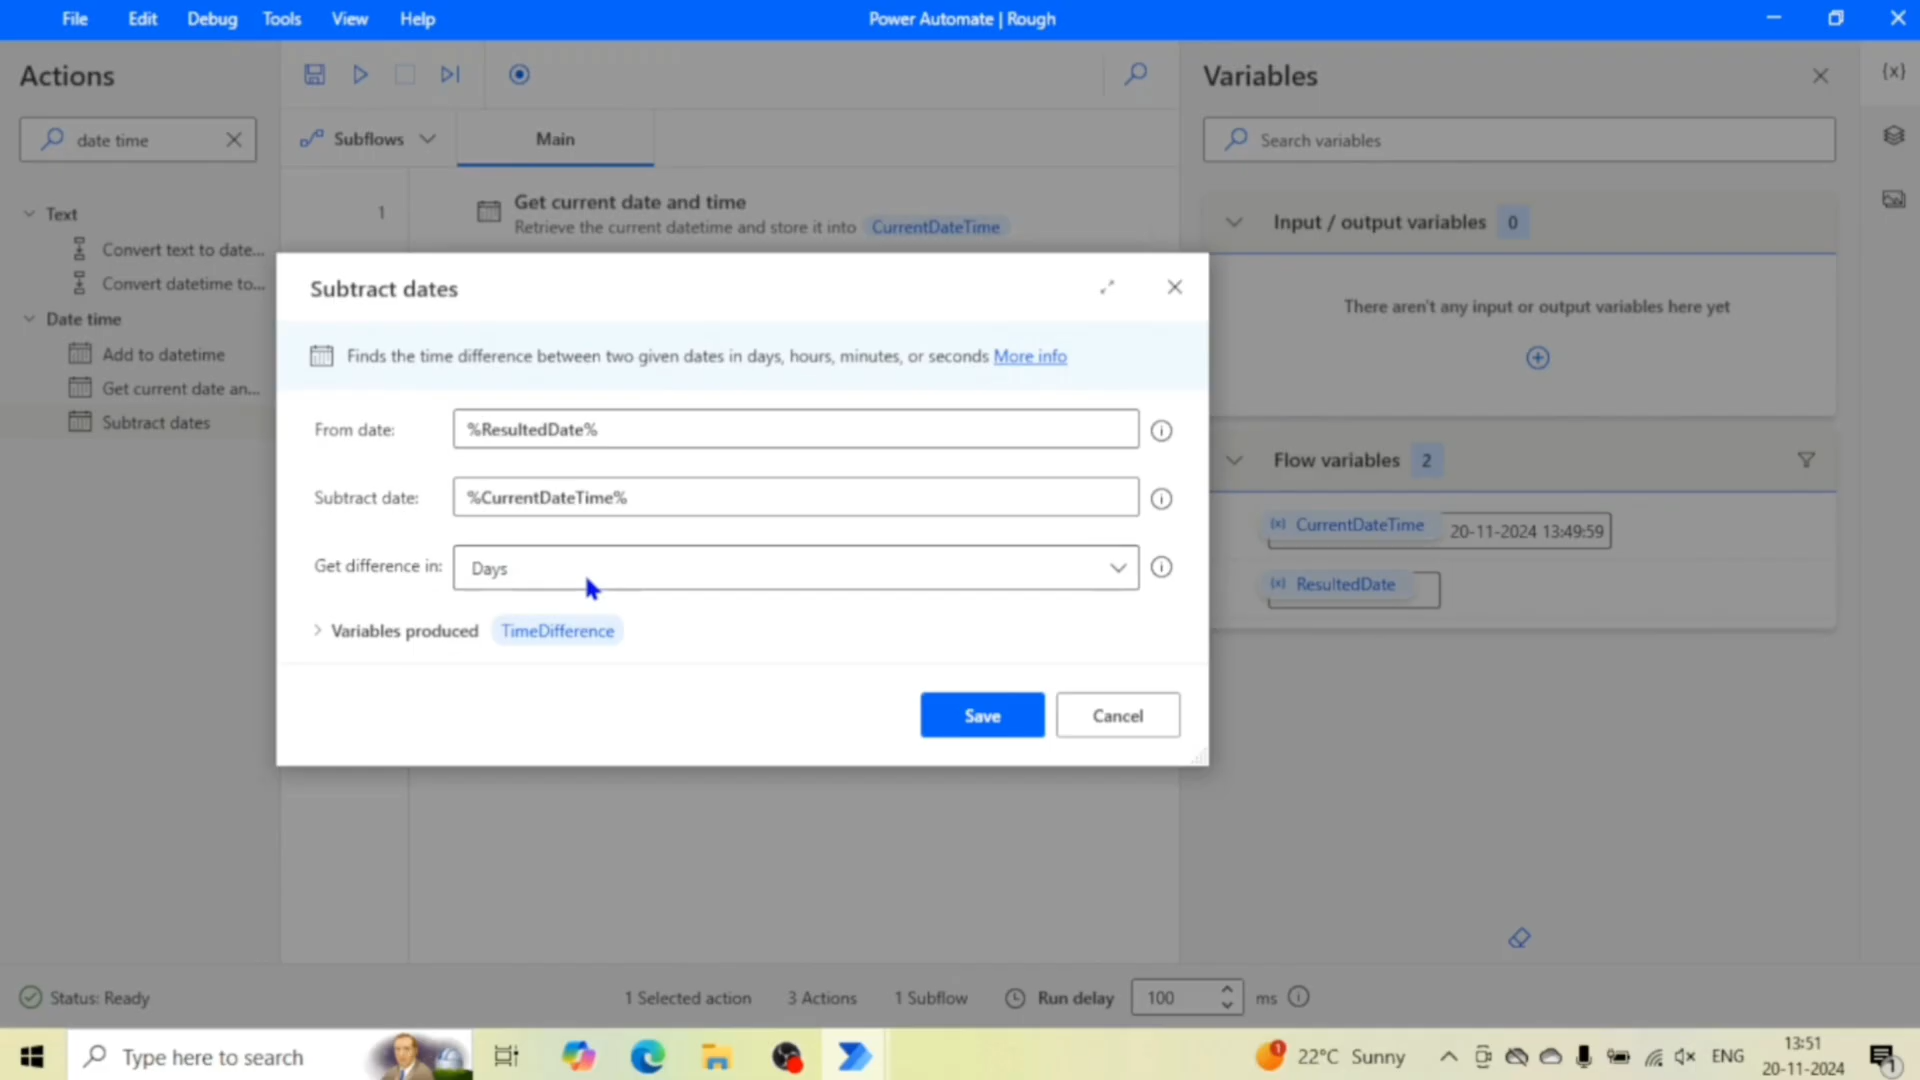 File Edit Debug Tools View Help
Power Automate | Rough
Actions
date time
Text
Convert text to date...
Convert datetime to...
Date time
Add to datetime
Get current date an...
Subtract dates
Subflows
Main
1
Get current date and time
Retrieve the current datetime and store it into CurrentDateTime
Subtract dates
Finds the time difference between two given dates in days, hours, minutes, or seconds More info
From date: %ResultedDate%
Subtract date: %CurrentDateTime%
Get difference in: Days
Variables produced TimeDifference
Save Cancel
Variables
{x}
Search variables
Input / output variables 0
There aren't any input or output variables here yet
Flow variables 2
(x) CurrentDateTime 20-11-2024 13:49:59
(x) ResultedDate
Status: Ready 1 Selected action 3 Actions 1 Subflow Run delay 100 ms
Type here to search
1
22°C Sunny
ENG
13:51
20-11-2024
1